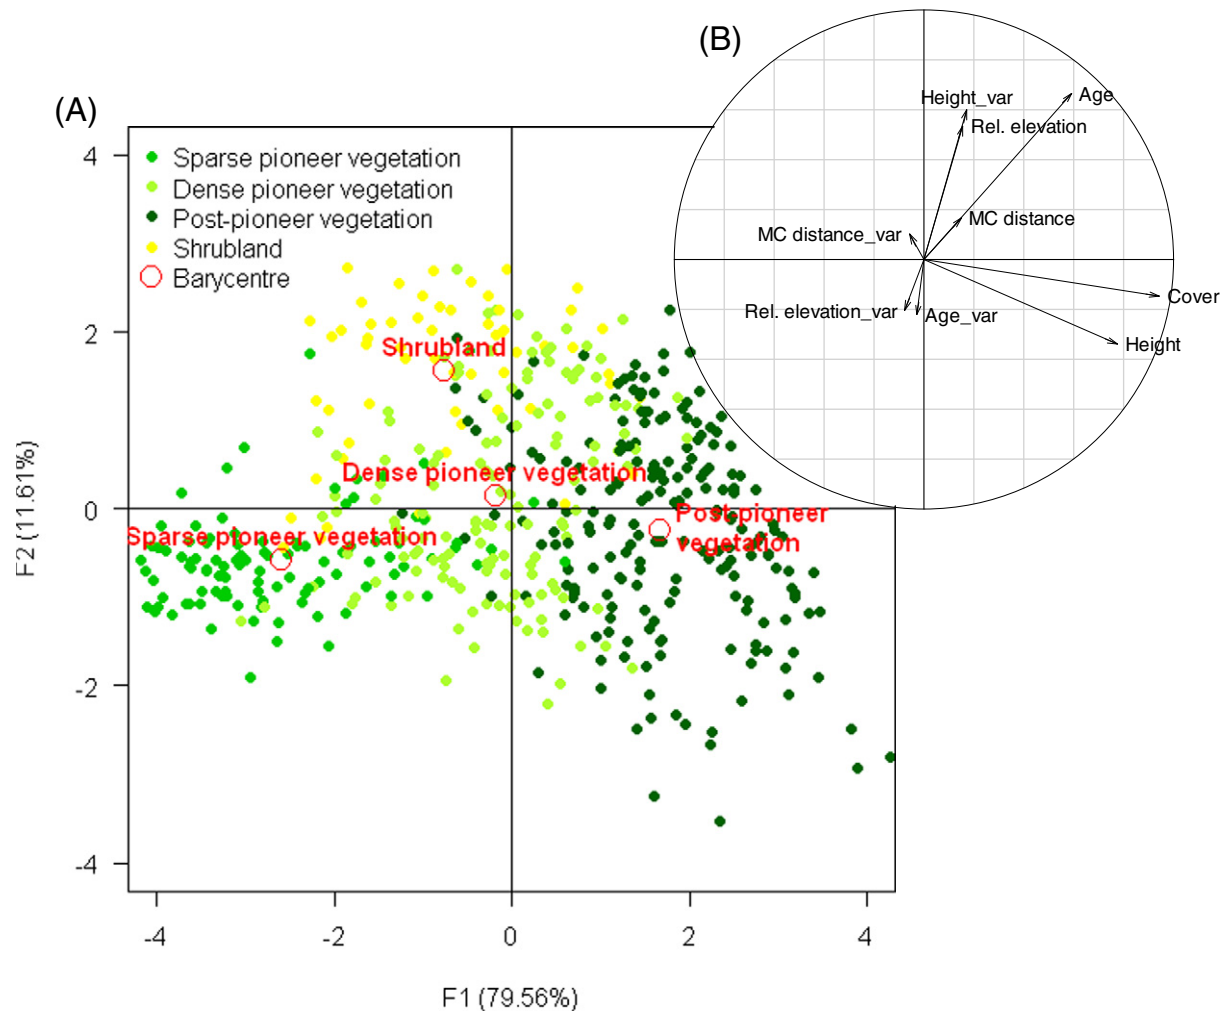 (A)
(B)
Sparse pioneer vegetation
Dense pioneer vegetation
Post-pioneer vegetation
Shrubland
Barycentre
Height_var
Age
Rel. elevation
MC distance
MC distance_var
Cover
Rel. elevation_var
Age_var
Height
Shrubland
Dense pioneer vegetation
Sparse pioneer vegetation
Post-pioneer
vegetation
4
2
0
-2
-4
F2 (11.61%)
-4
-2
0
2
4
F1 (79.56%)